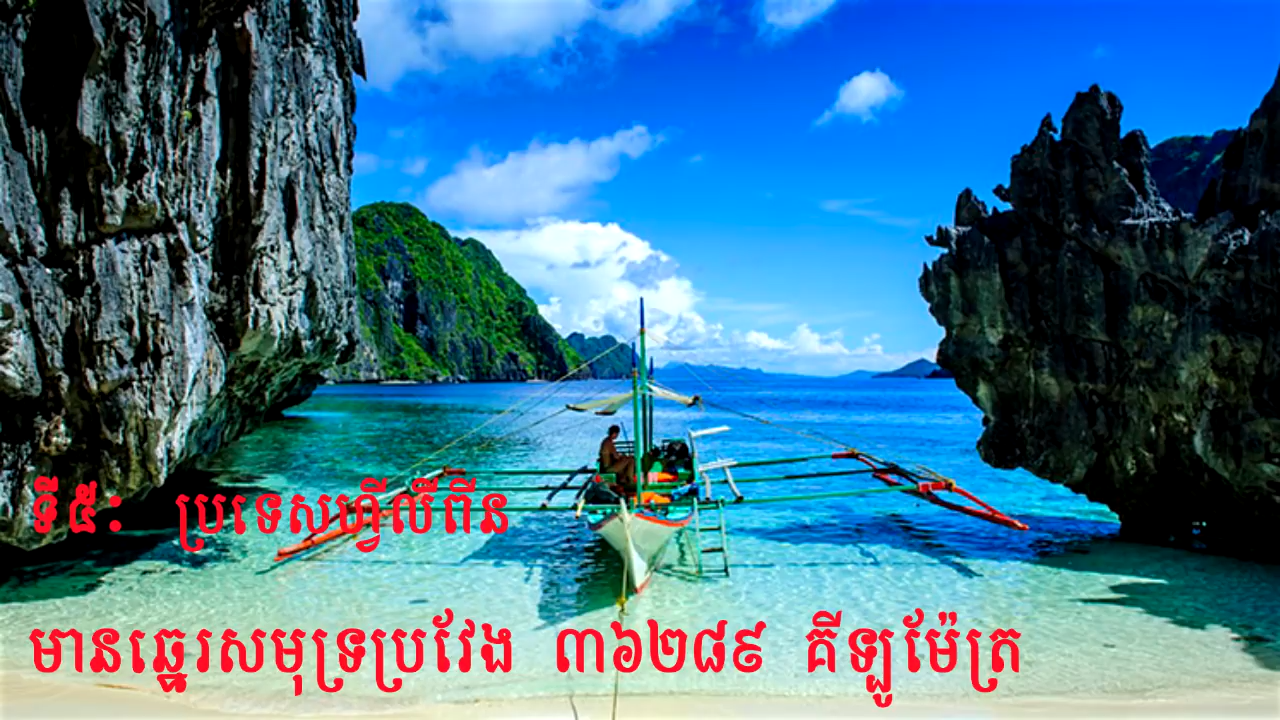 ទី៥៖ ប្រទេសហ្វីលីពីន
មានឆ្នេរសមុទ្រប្រវែង ៣៦២៨៩ គីឡូម៉ែត្រ